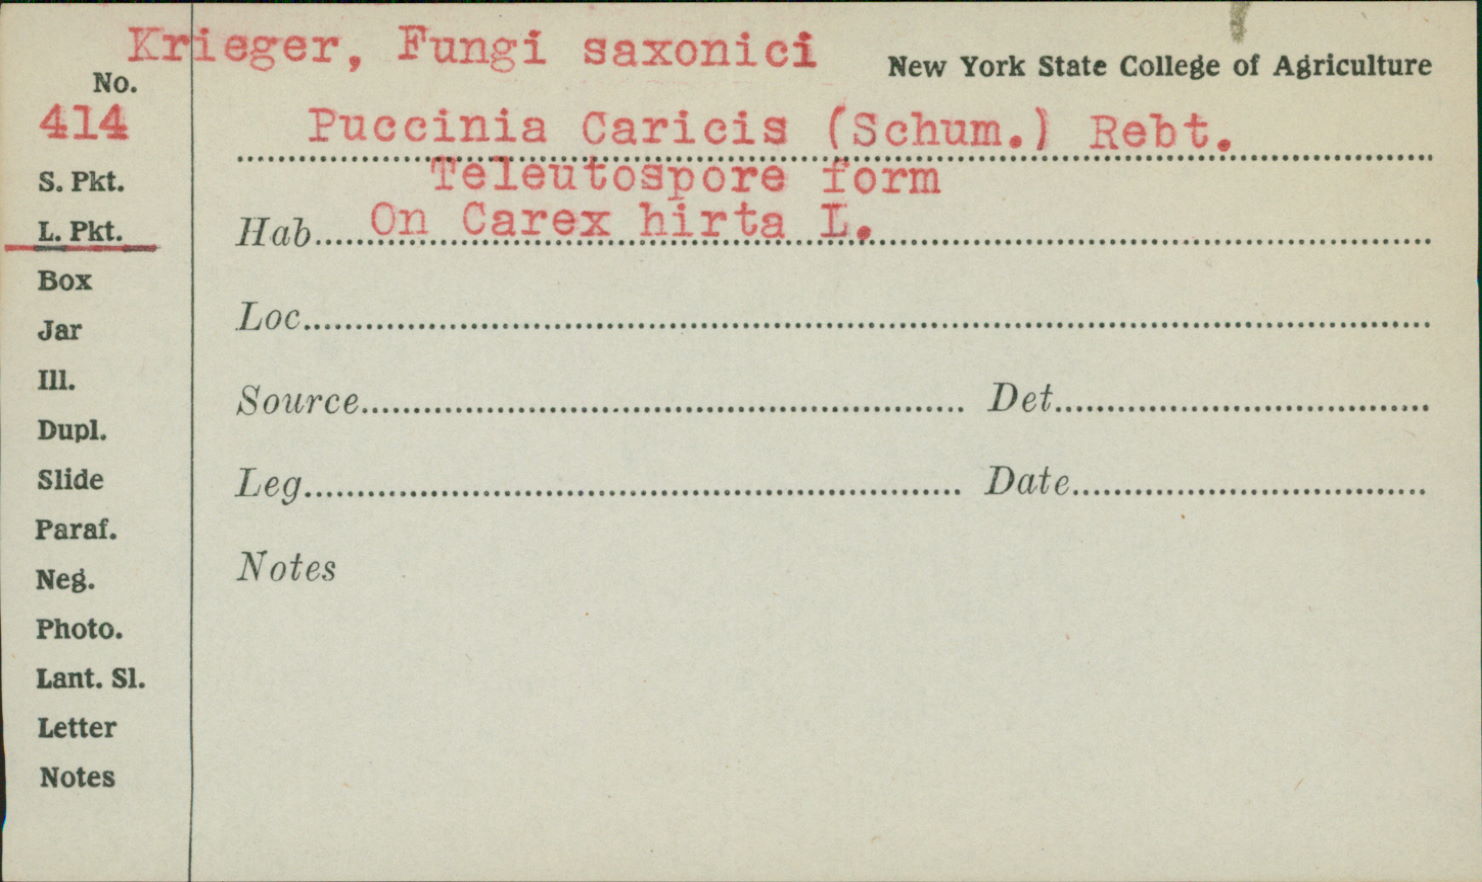 Krieger, Fungi saxonici
New York State College of Agriculture
No.
414
Puccinia Caricis (Schum.) Rebt.
Teleutospore form
S. Pkt.
L. Pkt.
Hab. On Carex hirta L.
Box
Loc.
Jar
Ill.
Source Det.
Dupl.
Slide
Leg. Date
Paraf.
Neg.
Notes
Photo.
Lant. Sl.
Letter
Notes